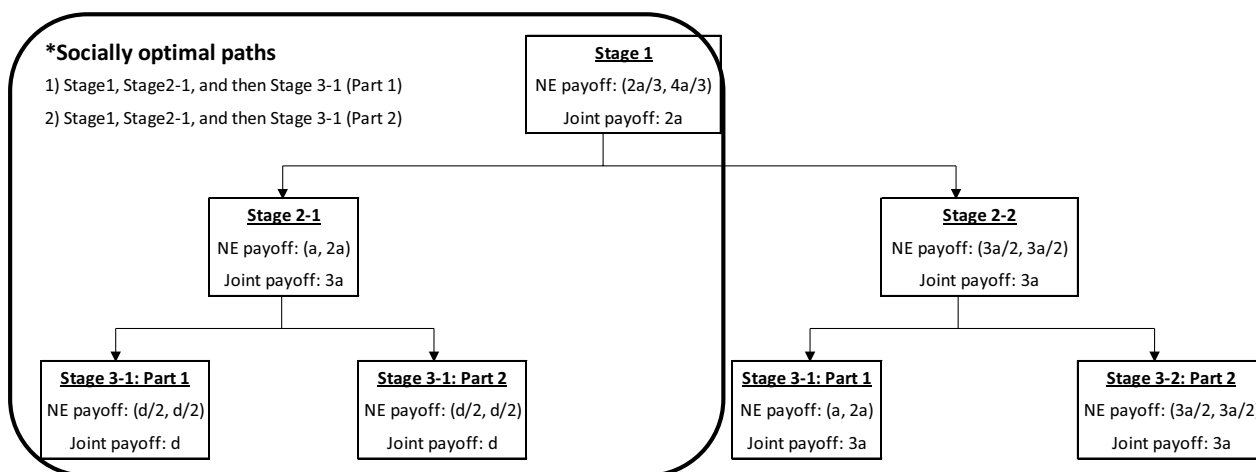 *Socially optimal paths
1) Stage1, Stage2-1, and then Stage 3-1 (Part 1)
2) Stage1, Stage2-1, and then Stage 3-1 (Part 2)
Stage 1
NE payoff: (2a/3, 4a/3)
Joint payoff: 2a
Stage 2-1
NE payoff: (a, 2a)
Joint payoff: 3a
Stage 2-2
NE payoff: (3a/2, 3a/2)
Joint payoff: 3a
Stage 3-1: Part 1
NE payoff: (d/2, d/2)
Joint payoff: d
Stage 3-1: Part 2
NE payoff: (d/2, d/2)
Joint payoff: d
Stage 3-1: Part 1
NE payoff: (a, 2a)
Joint payoff: 3a
Stage 3-2: Part 2
NE payoff: (3a/2, 3a/2)
Joint payoff: 3a